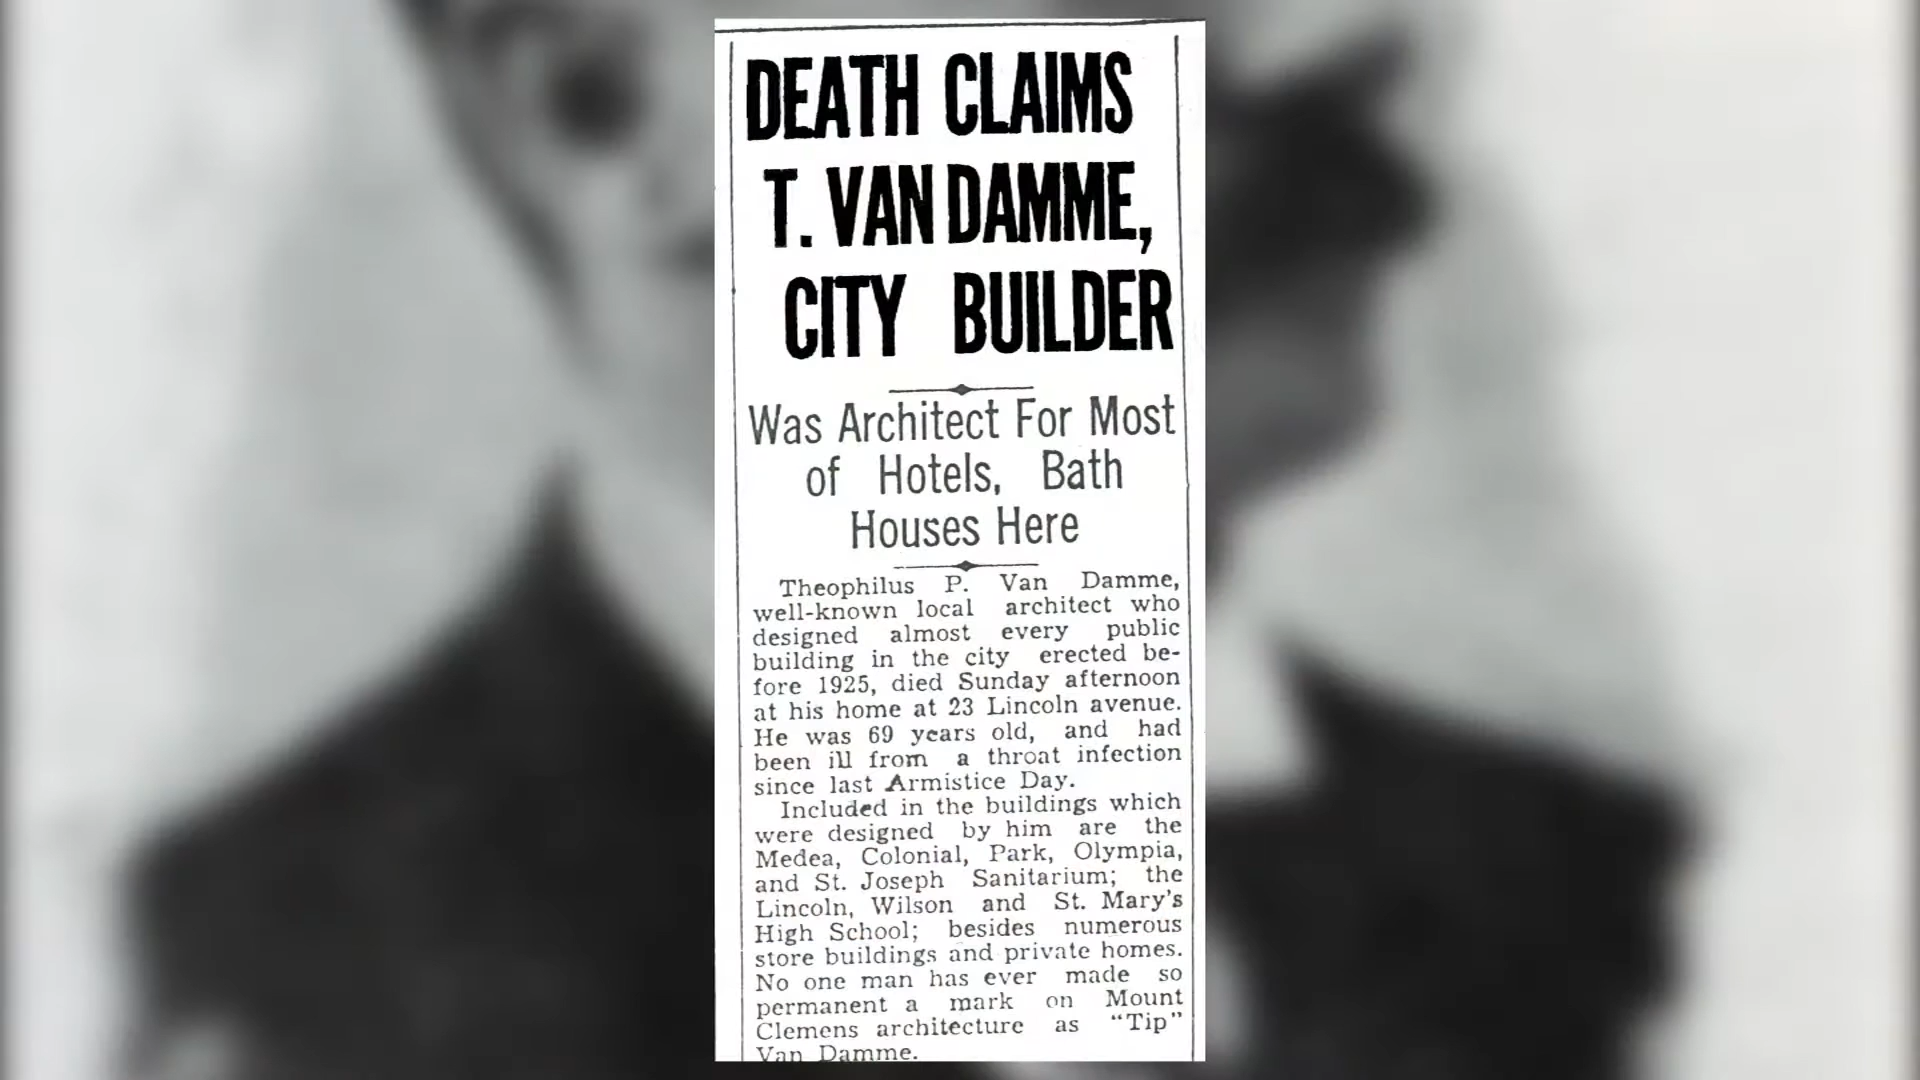 DEATH CLAIMS
T. VAN DAMME,
CITY BUILDER
Was Architect For Most
of Hotels, Bath
Houses Here
Theophilus P. Van Damme,
well-known local architect who
designed almost every public
building in the city erected be-
fore 1925, died Sunday afternoon
at his home at 23 Lincoln avenue.
He was 69 years old, and had
been ill from a throat infection
since last Armistice Day.
Included in the buildings which
were designed by him are the
Medea, Colonial, Park, Olympia,
and St. Joseph Sanitarium; the
Lincoln, Wilson and St. Mary's
High School; besides numerous
store buildings and private homes.
No one man has ever made so
permanent a mark on Mount
Clemens architecture as "Tip"
Van Damme.